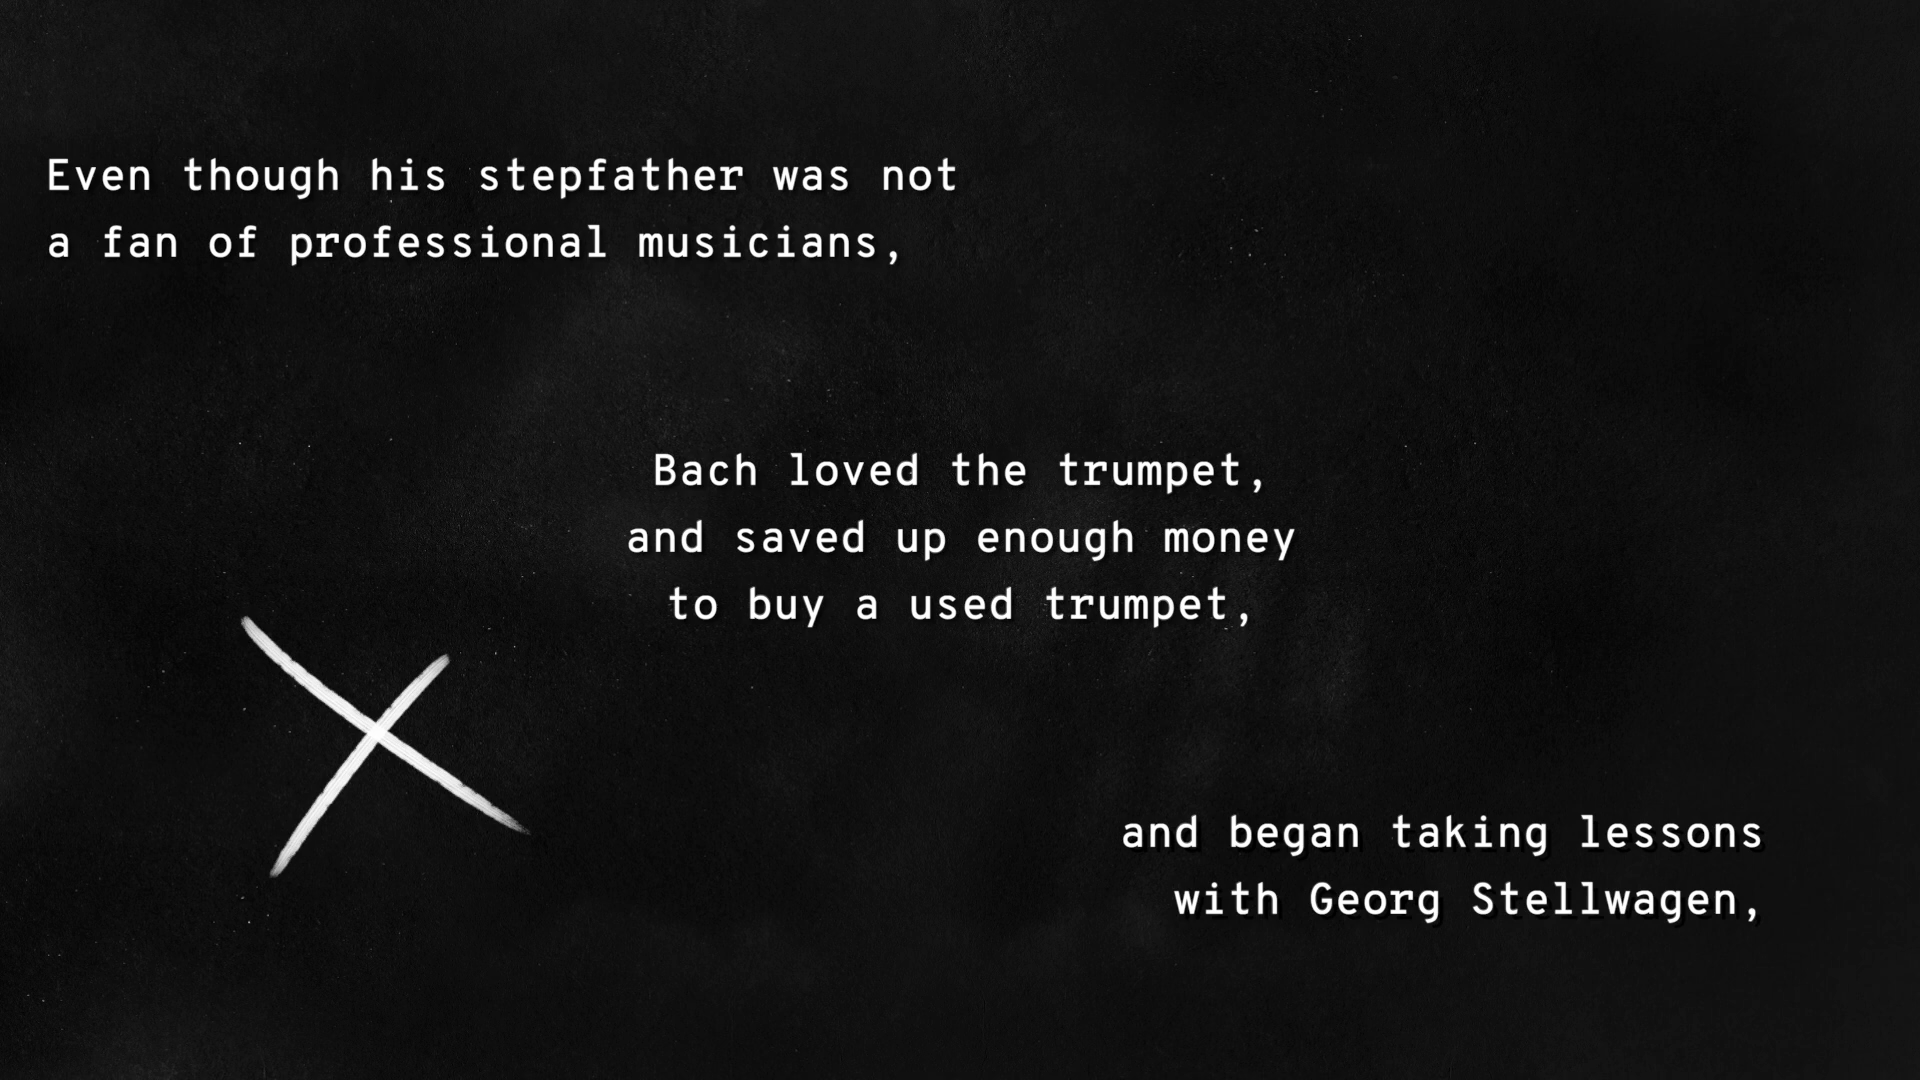 Even though his stepfather was not
a fan of professional musicians,
Bach loved the trumpet,
and saved up enough money
to buy a used trumpet,
and began taking lessons
with Georg Stellwagen,